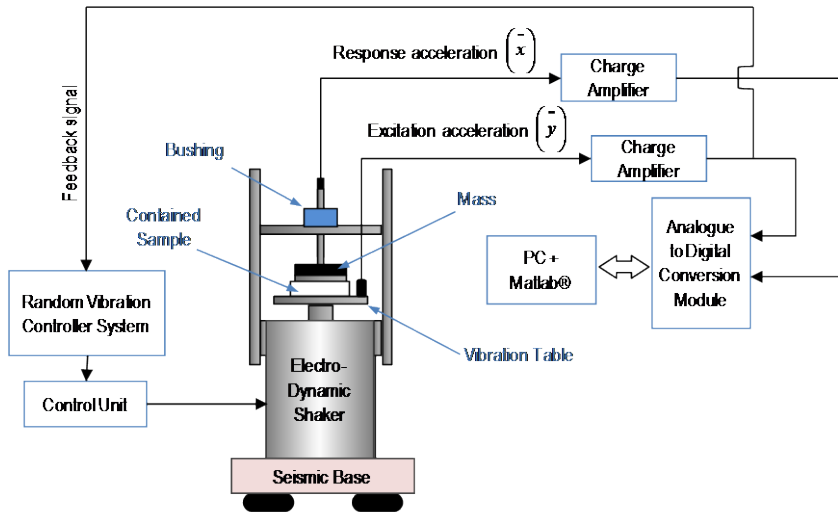 Response acceleration (x̄)
Charge
Amplifier
Excitation acceleration (ȳ)
Charge
Amplifier
Feedback signal
Bushing
Mass
Contained
Sample
Analogue
to Digital
Conversion
Module
PC +
Matlab®
Random Vibration
Controller System
Vibration Table
Electro-
Dynamic
Shaker
Control Unit
Seismic Base